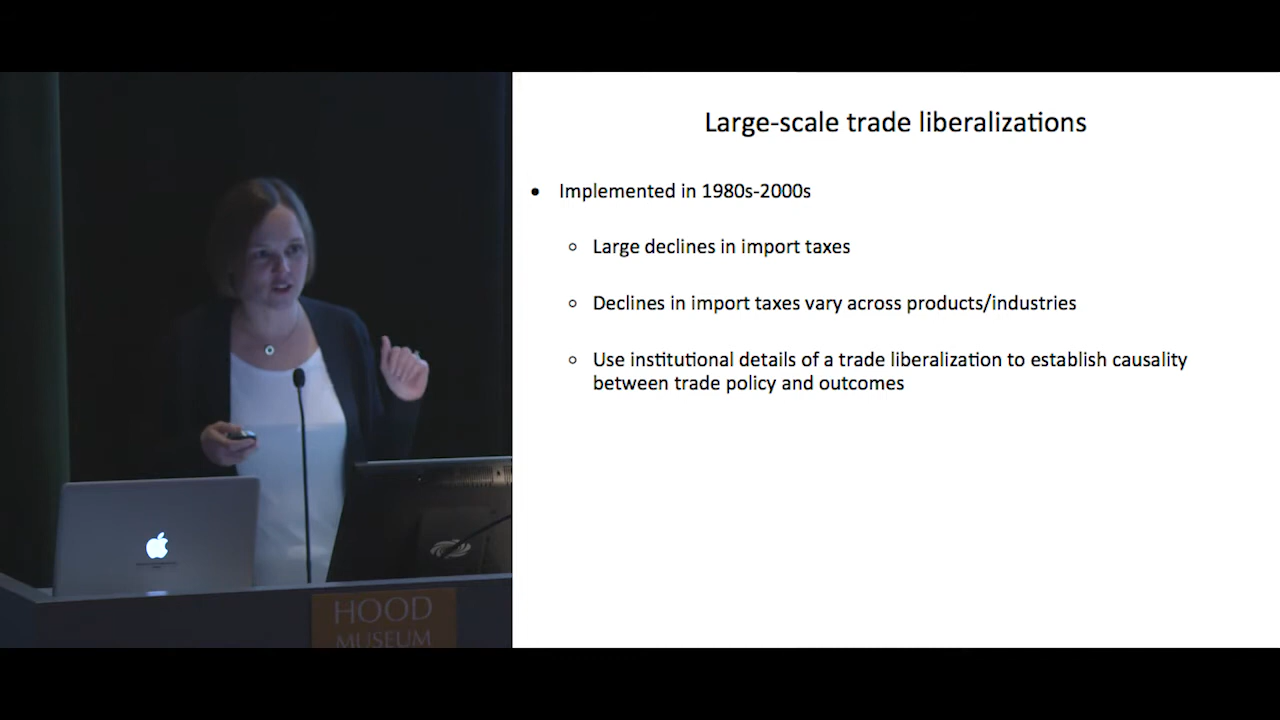 Large-scale trade liberalizations
• Implemented in 1980s-2000s
○ Large declines in import taxes
○ Declines in import taxes vary across products/industries
○ Use institutional details of a trade liberalization to establish causality
between trade policy and outcomes
HOOD
MUSEUM